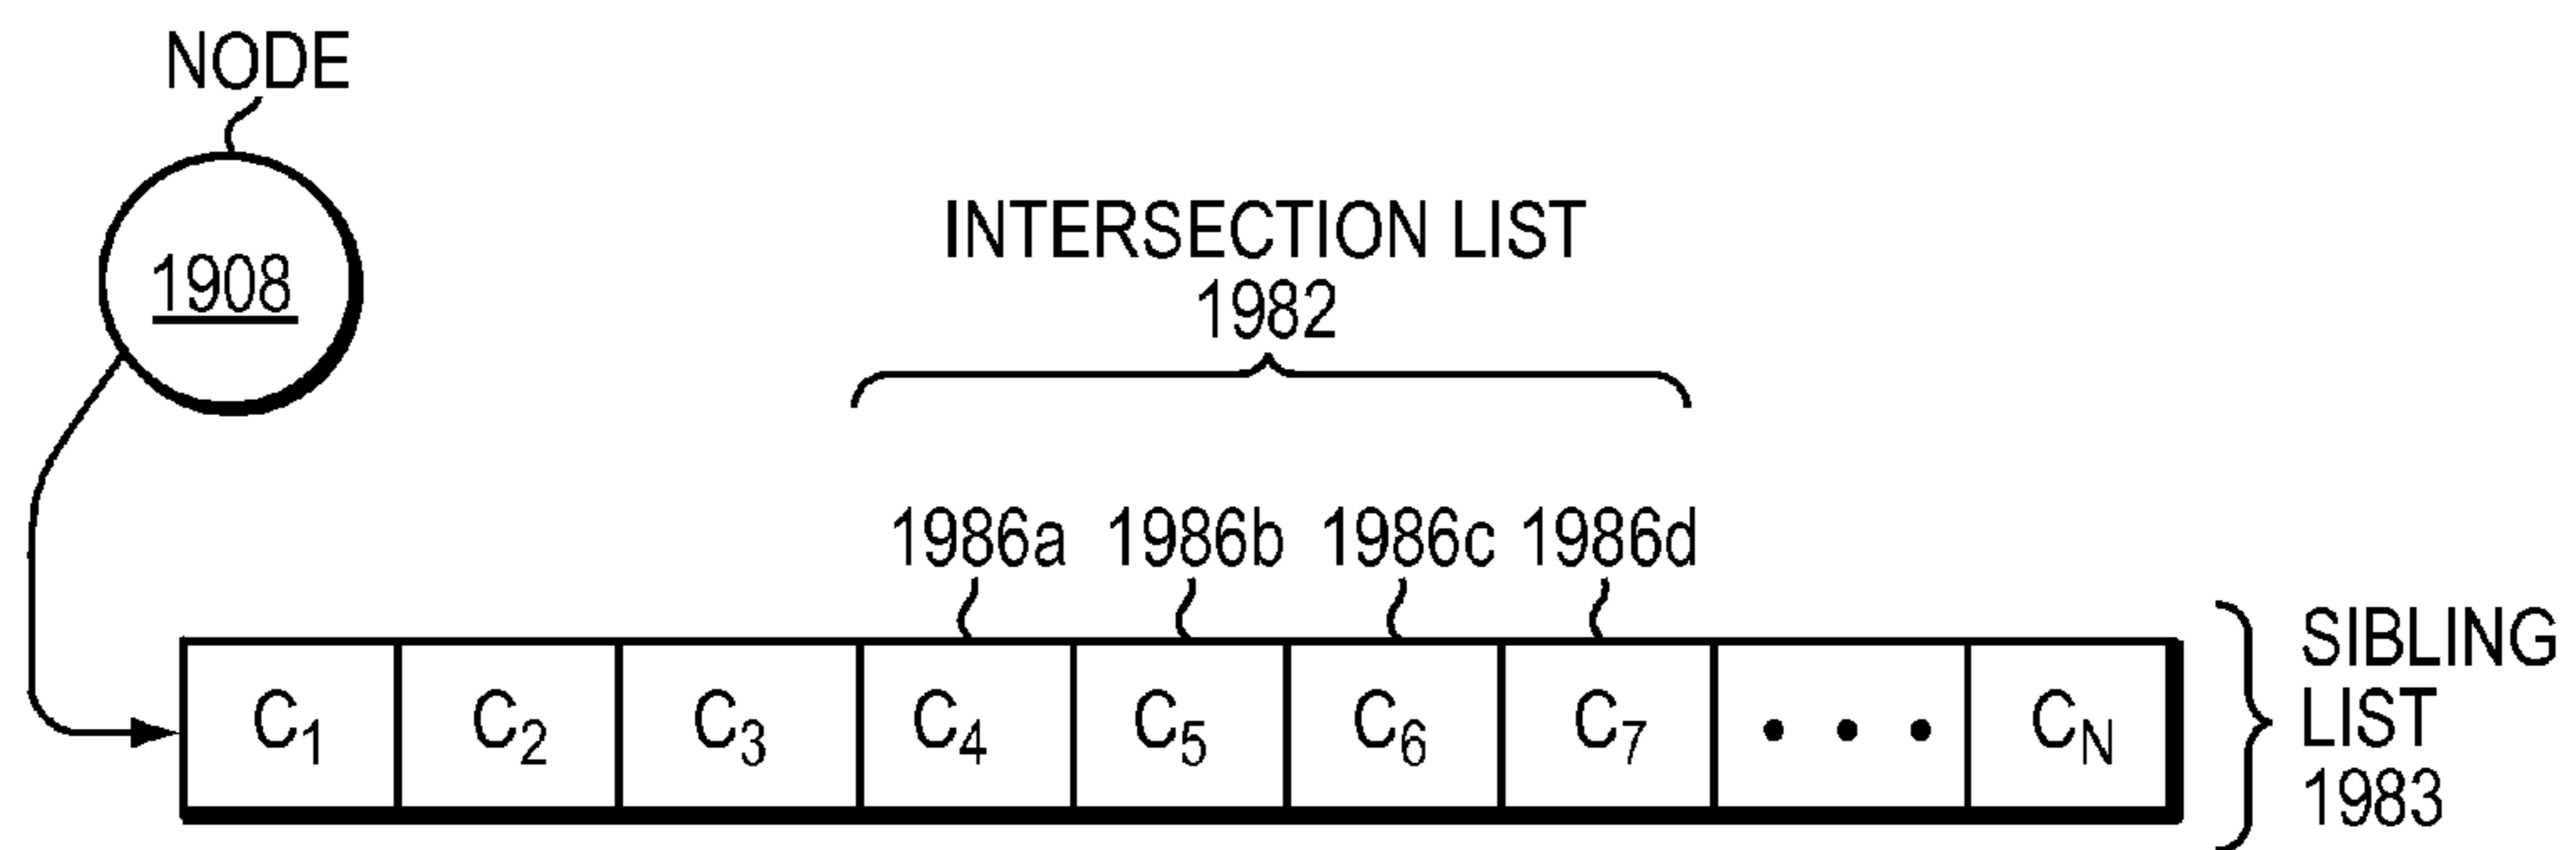 NODE
1908
INTERSECTION LIST
1982
1986a 1986b 1986c 1986d
C₁ C₂ C₃ C₄ C₅ C₆ C₇ • • • C_N
SIBLING
LIST
1983